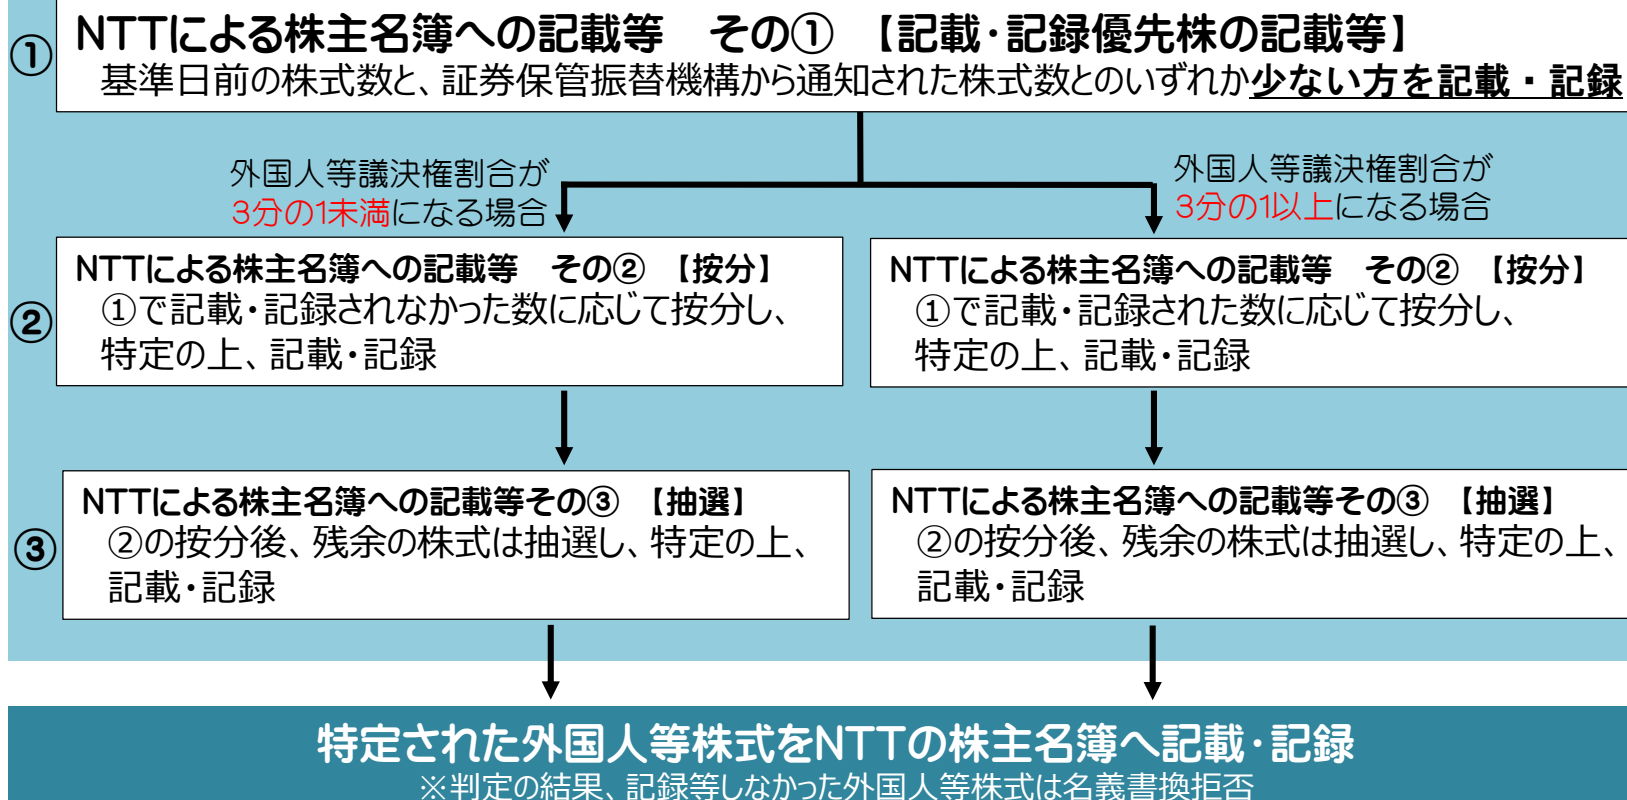 ①
NTTによる株主名簿への記載等　その①　【記載・記録優先株の記載等】
基準日前の株式数と、証券保管振替機構から通知された株式数とのいずれか少ない方を記載・記録
外国人等議決権割合が
3分の1未満になる場合
外国人等議決権割合が
3分の1以上になる場合
②
NTTによる株主名簿への記載等　その②　【按分】
①で記載・記録されなかった数に応じて按分し、
特定の上、記載・記録
NTTによる株主名簿への記載等　その②　【按分】
①で記載・記録された数に応じて按分し、
特定の上、記載・記録
③
NTTによる株主名簿への記載等その③　【抽選】
②の按分後、残余の株式は抽選し、特定の上、
記載・記録
NTTによる株主名簿への記載等その③　【抽選】
②の按分後、残余の株式は抽選し、特定の上、
記載・記録
特定された外国人等株式をNTTの株主名簿へ記載・記録
※判定の結果、記録等しなかった外国人等株式は名義書換拒否